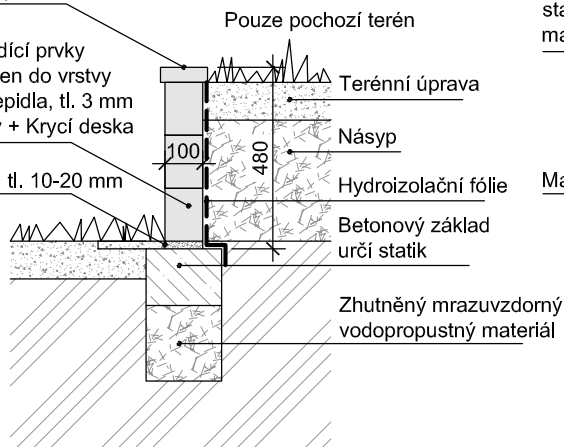 Pouze pochozí terén
sta
ma
dící prvky
en do vrstvy
epidla, tl. 3 mm
+ Krycí deska
tl. 10-20 mm
100
480
Terénní úprava
Násyp
Hydroizolační fólie
Ma
Betonový základ
určí statik
Zhutněný mrazuvzdorný
vodopropustný materiál